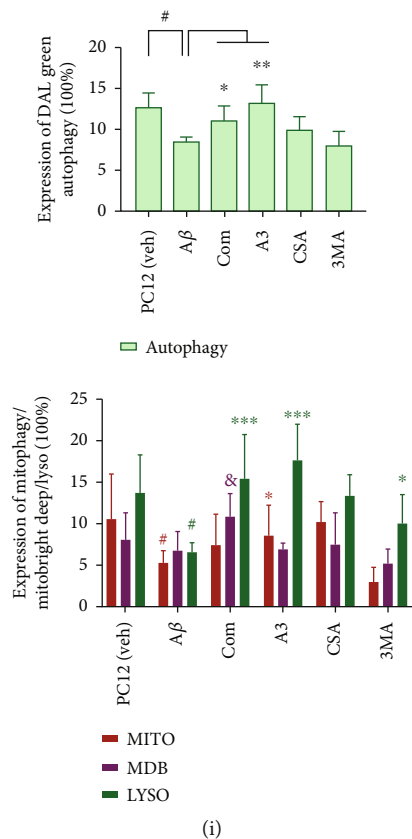 #
20
15
10
5
0
Expression of DAL green
autophagy (100%)
*
**
PC12 (veh)
Aβ
Com
A3
CSA
3MA
Autophagy
25
20
15
10
5
0
Expression of mitophagy/
mitobright deep/lyso (100%)
#
#
&
***
*
***
*
PC12 (veh)
Aβ
Com
A3
CSA
3MA
MITO
MDB
LYSO
(i)